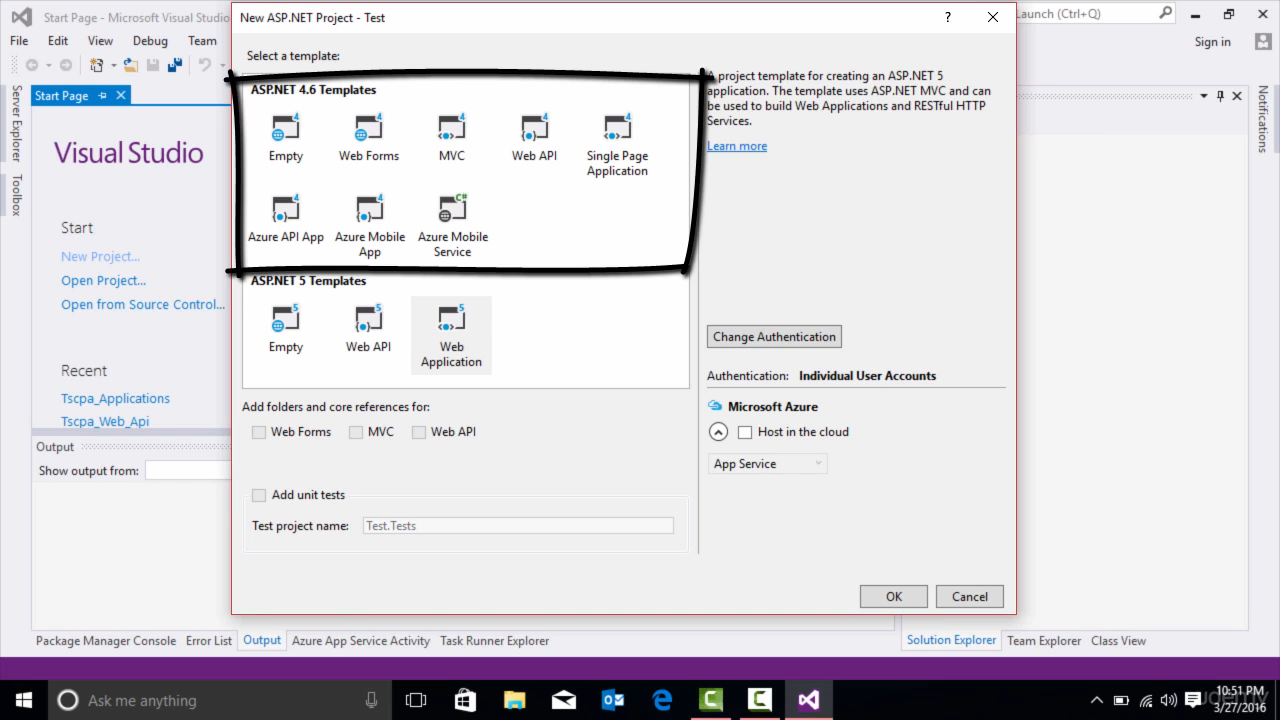 Start Page - Microsoft Visual Studio
New ASP.NET Project - Test
?
Launch (Ctrl+Q)
File Edit View Debug Team
Sign in
Select a template:
Server Explorer
Toolbox
Start Page
Notifications
Visual Studio
Start
New Project...
Open Project...
Open from Source Control...
Recent
Tscpa_Applications
Tscpa_Web_Api
ASP.NET 4.6 Templates
Empty
Web Forms
MVC
Web API
Single Page
Application
Azure API App
Azure Mobile
App
Azure Mobile
Service
ASP.NET 5 Templates
Empty
Web API
Web
Application
A project template for creating an ASP.NET 5
application. The template uses ASP.NET MVC and can
be used to build Web Applications and RESTful HTTP
Services.
Learn more
Change Authentication
Authentication: Individual User Accounts
Microsoft Azure
Host in the cloud
App Service
Add folders and core references for:
Web Forms MVC Web API
Add unit tests
Test project name: Test.Tests
OK Cancel
Output
Show output from:
Package Manager Console Error List Output Azure App Service Activity Task Runner Explorer
Solution Explorer Team Explorer Class View
Ask me anything
10:51 PM
3/27/2016